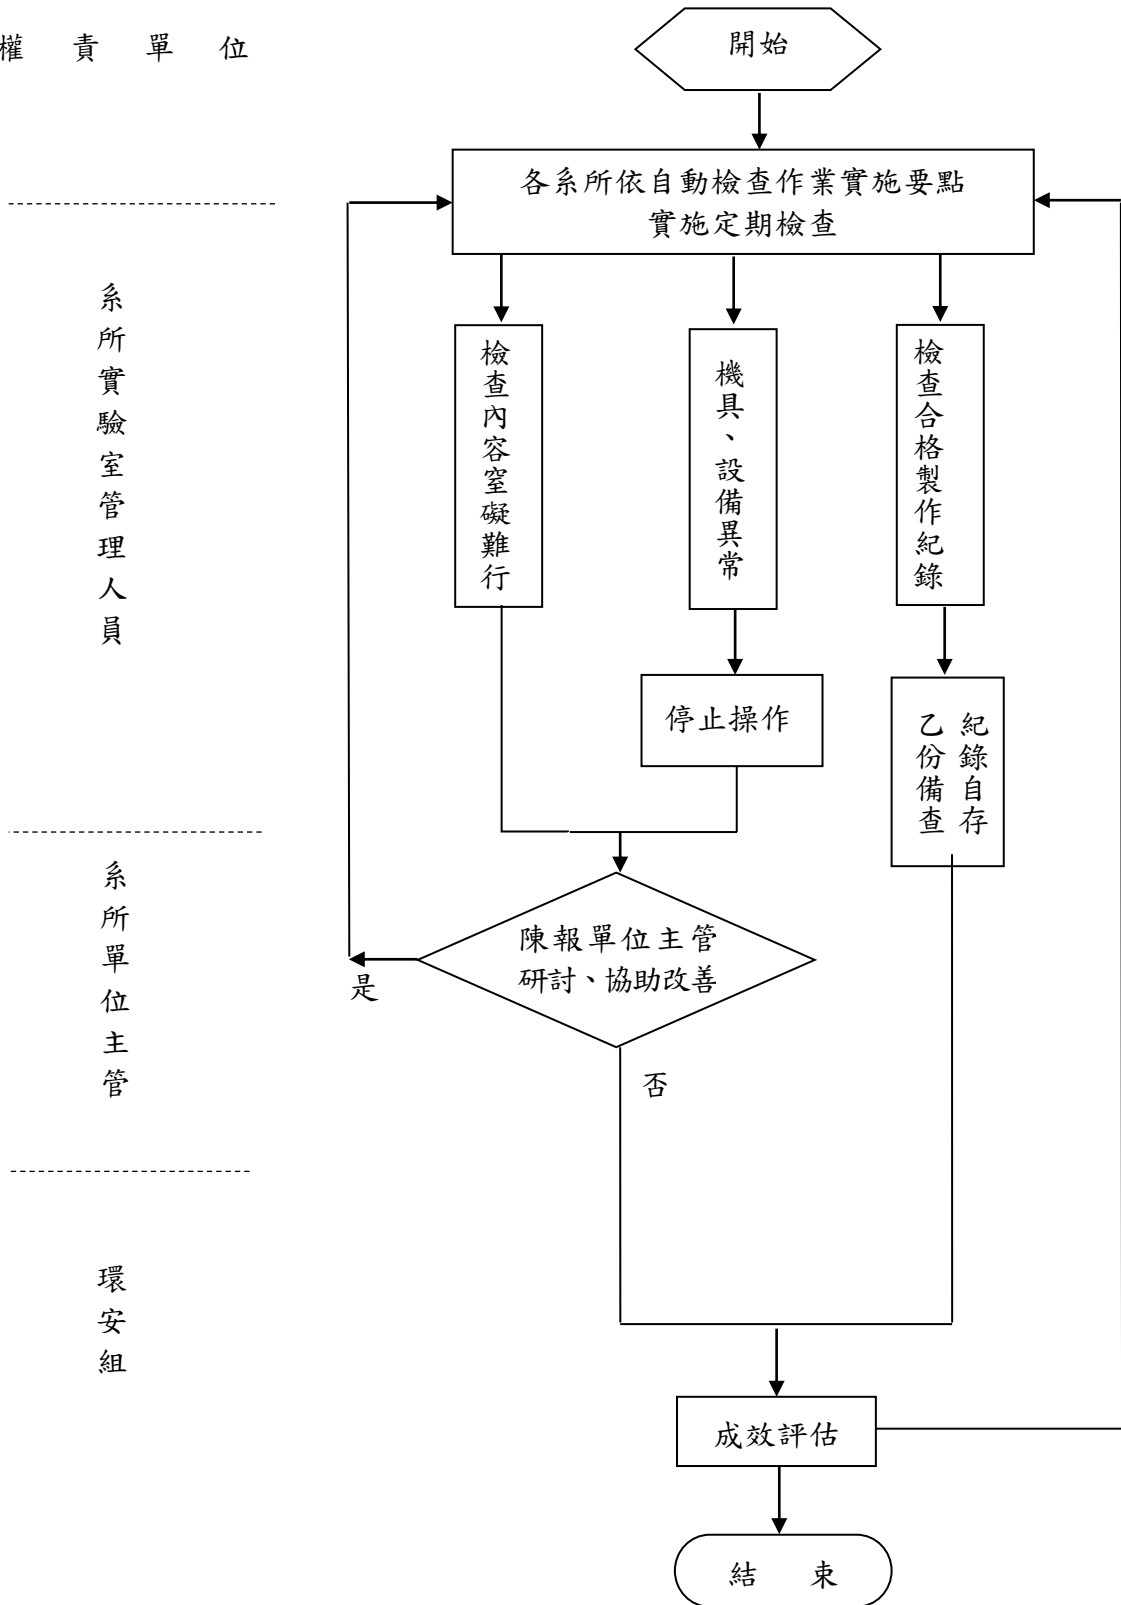 權責單位
開始
各系所依自動檢查作業實施要點
實施定期檢查
系所實驗室管理人員
檢查內容窒礙難行
機具、設備異常
檢查合格製作紀錄
停止操作
紀錄自存
乙份備查
系所單位主管
陳報單位主管
研討、協助改善
是
否
環安組
成效評估
結束